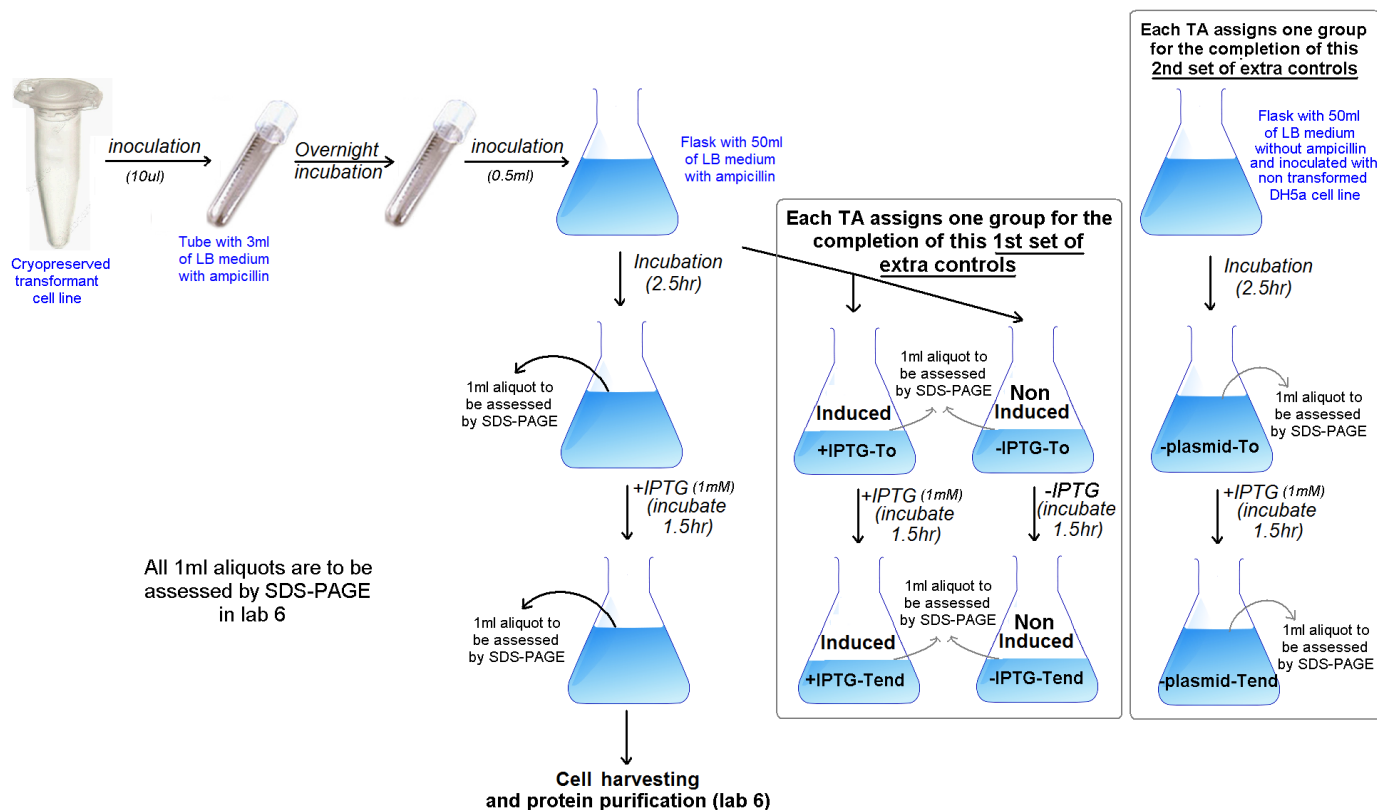 inoculation
(10ul)
Overnight
incubation
inoculation
(0.5ml)
Cryopreserved
transformant
cell line
Tube with 3ml
of LB medium
with ampicillin
Flask with 50ml
of LB medium
with ampicillin
Incubation
(2.5hr)
1ml aliquot to
be assessed
by SDS-PAGE
+IPTG (1mM)
(incubate
1.5hr)
1ml aliquot to
be assessed
by SDS-PAGE
Cell harvesting
and protein purification (lab 6)
All 1ml aliquots are to be
assessed by SDS-PAGE
in lab 6
Each TA assigns one group for the
completion of this 1st set of
extra controls
Induced
+IPTG-To
1ml aliquot to
be assessed
by SDS-PAGE
Non
Induced
-IPTG-To
+IPTG (1mM)
(incubate
1.5hr)
-IPTG
(incubate
1.5hr)
Induced
+IPTG-Tend
1ml aliquot to
be assessed
by SDS-PAGE
Non
Induced
-IPTG-Tend
Each TA assigns one group
for the completion of this
2nd set of extra controls
Flask with 50ml
of LB medium
without ampicillin
and inoculated with
non transformed
DH5a cell line
Incubation
(2.5hr)
-plasmid-To
1ml aliquot to
be assessed
by SDS-PAGE
+IPTG (1mM)
(incubate
1.5hr)
-plasmid-Tend
1ml aliquot to
be assessed
by SDS-PAGE